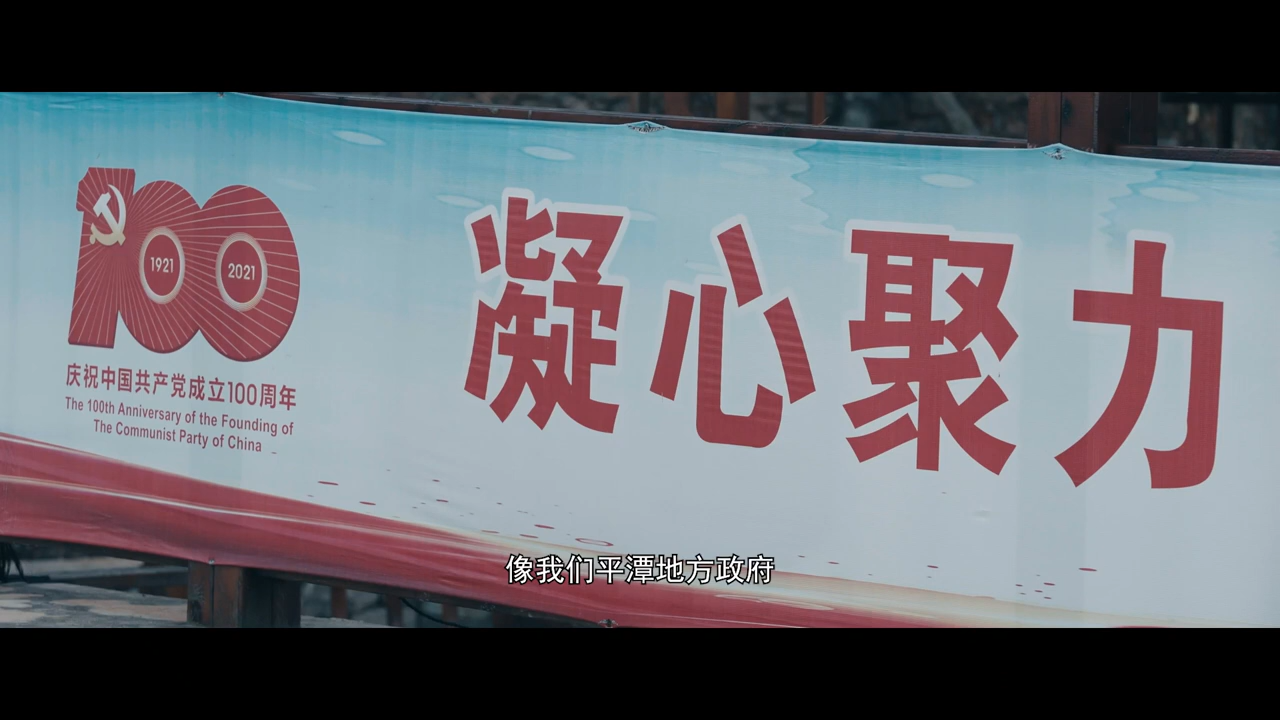 1921
2021
庆祝中国共产党成立100周年
The 100th Anniversary of the Founding of
The Communist Party of China
凝心聚力
像我们平潭地方政府